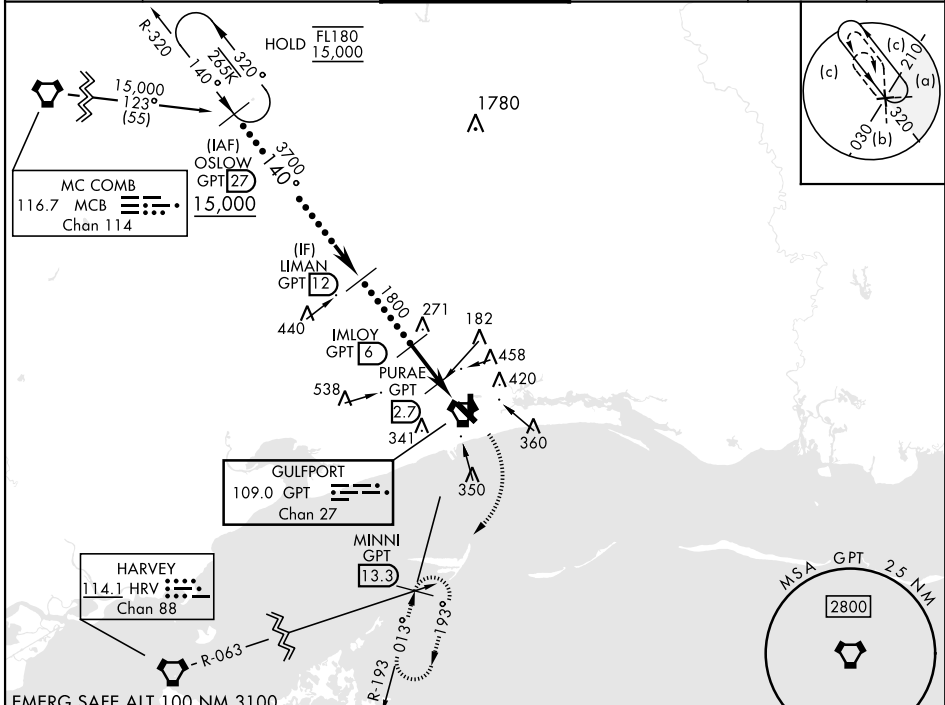 R-320
140°
265K
320°
HOLD FL180
15,000
15,000
123°
(55)
MC COMB
116.7 MCB
Chan 114
(IAF)
OSLOW
GPT 27
15,000
3700
140°
1780
(c)
(c)
(a)
(b)
210
320
030
(IF)
LIMAN
GPT 12
440
1800
IMLOY
GPT 6
271
182
458
PURAE
GPT
2.7
538
420
341
360
350
GULFPORT
109.0 GPT
Chan 27
MINNI
GPT
13.3
HARVEY
114.1 HRV
Chan 88
R-063
013°
193°
R-193
MSA GPT 25 NM
2800
EMERG SAFE ALT 100 NM 3100